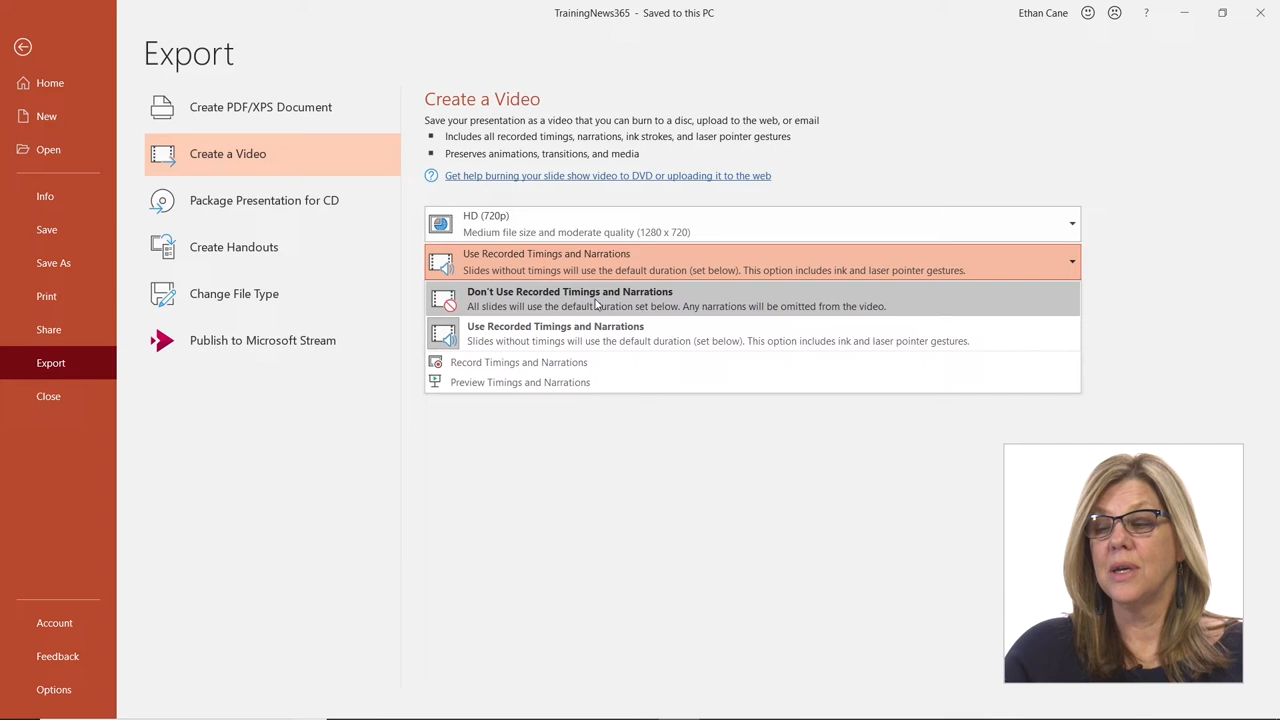 TrainingNews365 - Saved to this PC
Ethan Cane
?
Export
Home
New
Open
Info
Save
Save As
Print
Share
Export
Close
Account
Feedback
Options
Create PDF/XPS Document
Create a Video
Package Presentation for CD
Create Handouts
Change File Type
Publish to Microsoft Stream
Create a Video
Save your presentation as a video that you can burn to a disc, upload to the web, or email
Includes all recorded timings, narrations, ink strokes, and laser pointer gestures
Preserves animations, transitions, and media
Get help burning your slide show video to DVD or uploading it to the web
HD (720p)
Medium file size and moderate quality (1280 x 720)
Use Recorded Timings and Narrations
Slides without timings will use the default duration (set below). This option includes ink and laser pointer gestures.
Don't Use Recorded Timings and Narrations
All slides will use the default duration set below. Any narrations will be omitted from the video.
Use Recorded Timings and Narrations
Slides without timings will use the default duration (set below). This option includes ink and laser pointer gestures.
Record Timings and Narrations
Preview Timings and Narrations